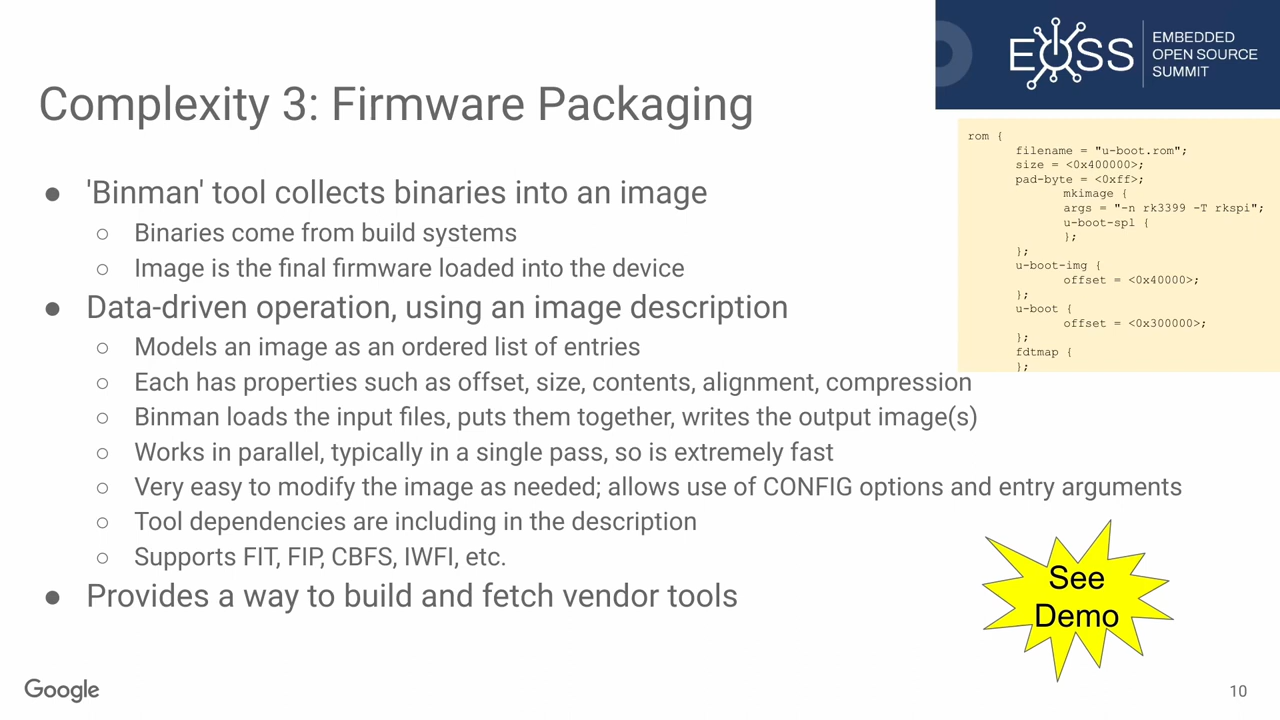 EOSS
EMBEDDED
OPEN SOURCE
SUMMIT
Complexity 3: Firmware Packaging
● 'Binman' tool collects binaries into an image
○ Binaries come from build systems
○ Image is the final firmware loaded into the device
● Data-driven operation, using an image description
○ Models an image as an ordered list of entries
○ Each has properties such as offset, size, contents, alignment, compression
○ Binman loads the input files, puts them together, writes the output image(s)
○ Works in parallel, typically in a single pass, so is extremely fast
○ Very easy to modify the image as needed; allows use of CONFIG options and entry arguments
○ Tool dependencies are including in the description
○ Supports FIT, FIP, CBFS, IWFI, etc.
● Provides a way to build and fetch vendor tools
rom {
filename = "u-boot.rom";
size = <0x400000>;
pad-byte = <0xff>;
mkimage {
args = "-n rk3399 -T rkspi";
u-boot-spl {
};
};
u-boot-img {
offset = <0x40000>;
};
u-boot {
offset = <0x300000>;
};
fdtmap {
};
See
Demo
Google
10